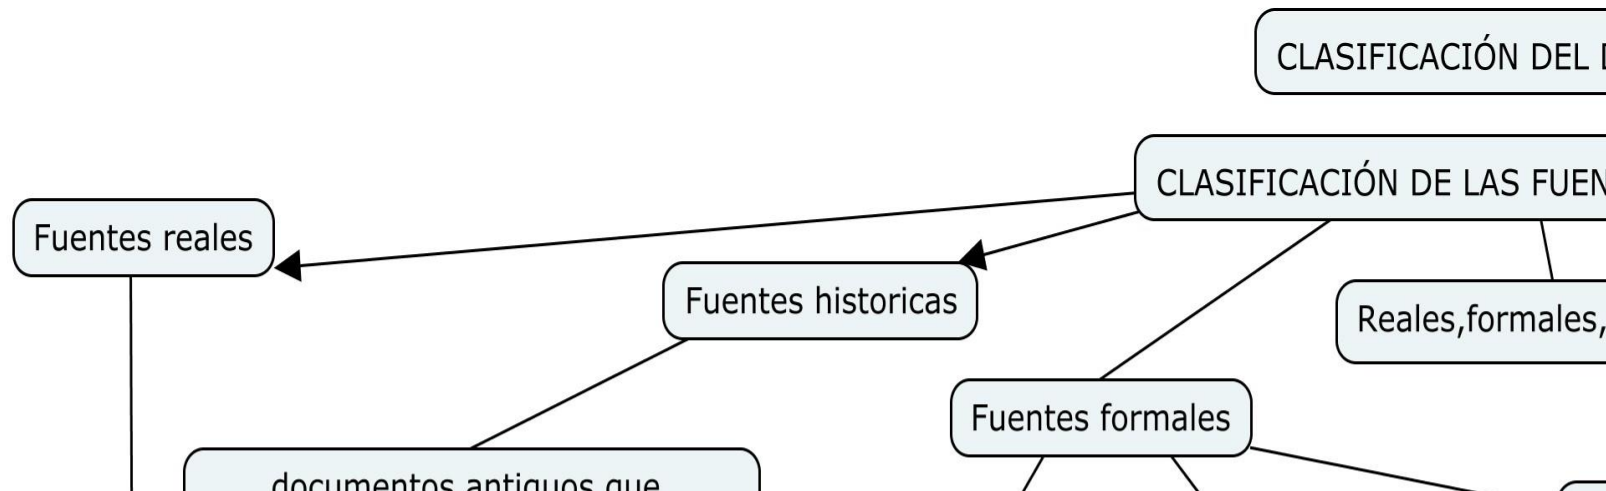 CLASIFICACIÓN DEL
CLASIFICACIÓN DE LAS
Fuentes reales
Fuentes historicas
Reales,formales,
Fuentes formales
documentos antiguos que